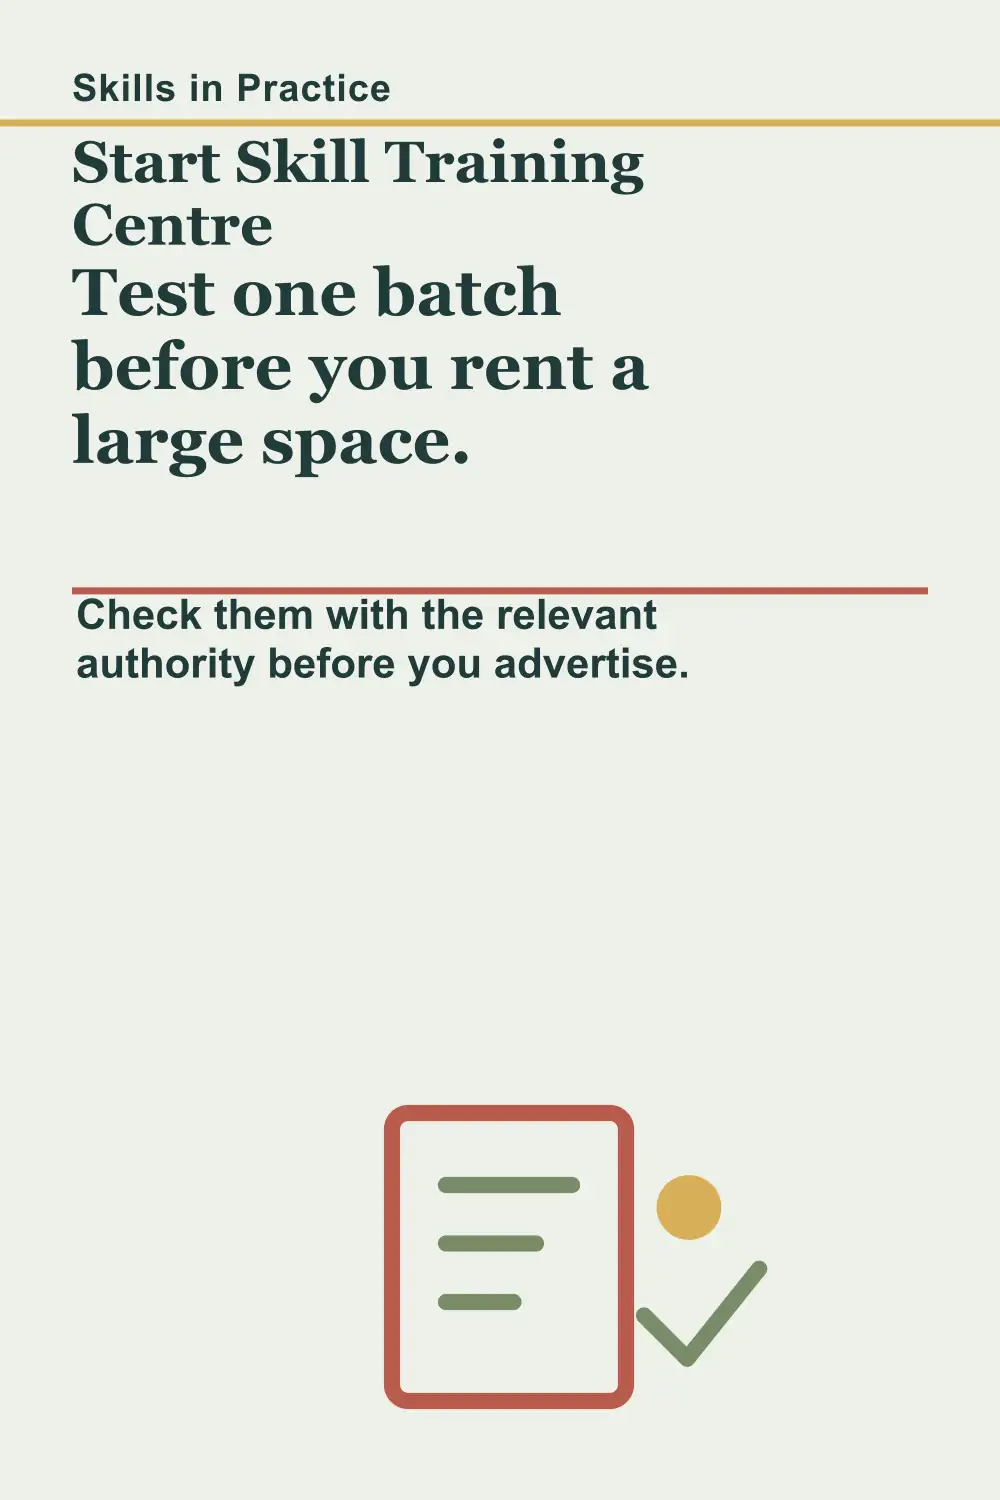 Skills in Practice
Start Skill Training
Centre
Test one batch
before you rent a
large space.
Check them with the relevant
authority before you advertise.